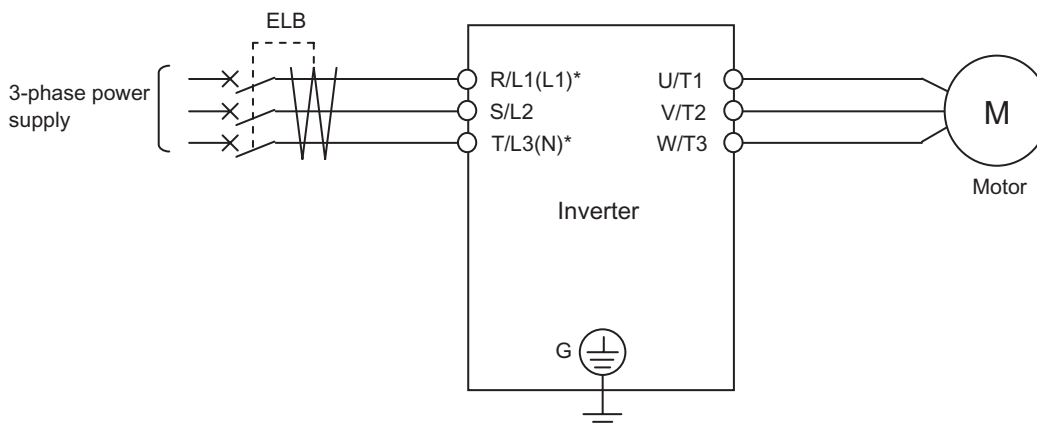 ELB
3-phase power
supply
R/L1(L1)*
S/L2
T/L3(N)*
U/T1
V/T2
W/T3
Inverter
G
M
Motor